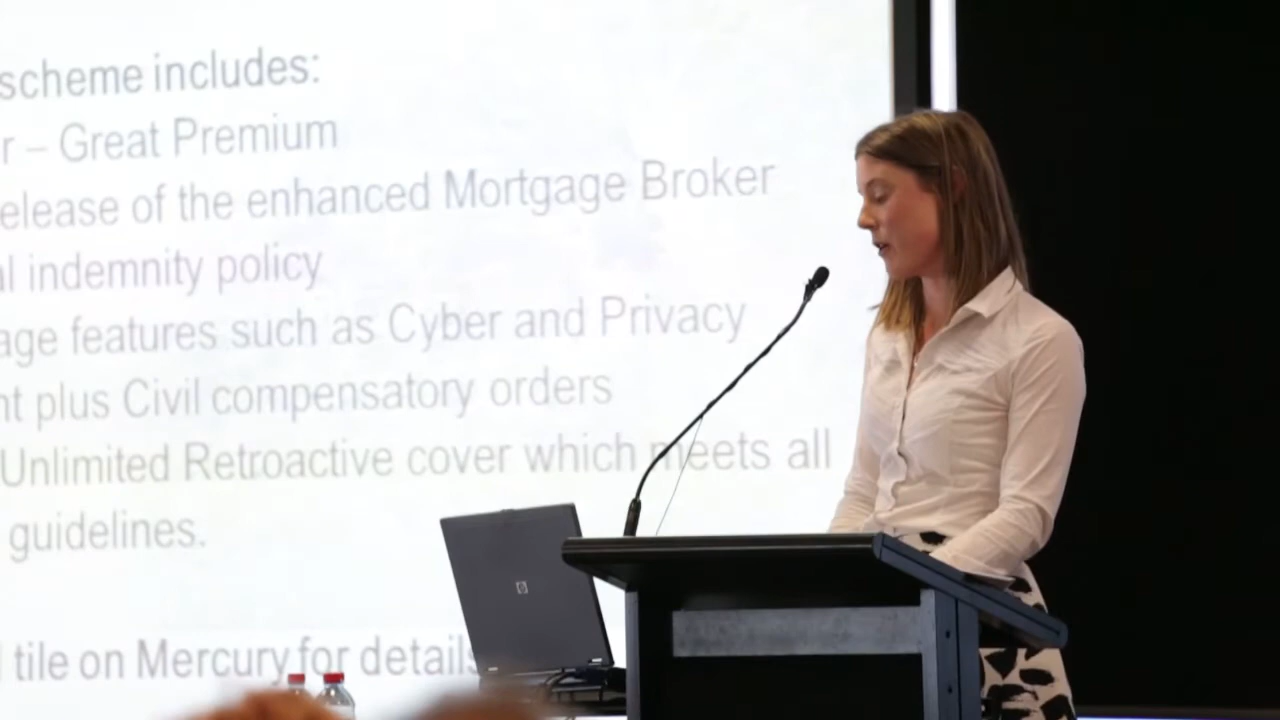 scheme includes:
r – Great Premium
elease of the enhanced Mortgage Broker
al indemnity policy
age features such as Cyber and Privacy
nt plus Civil compensatory orders
Unlimited Retroactive cover which meets all
guidelines.
tile on Mercury for details
hp